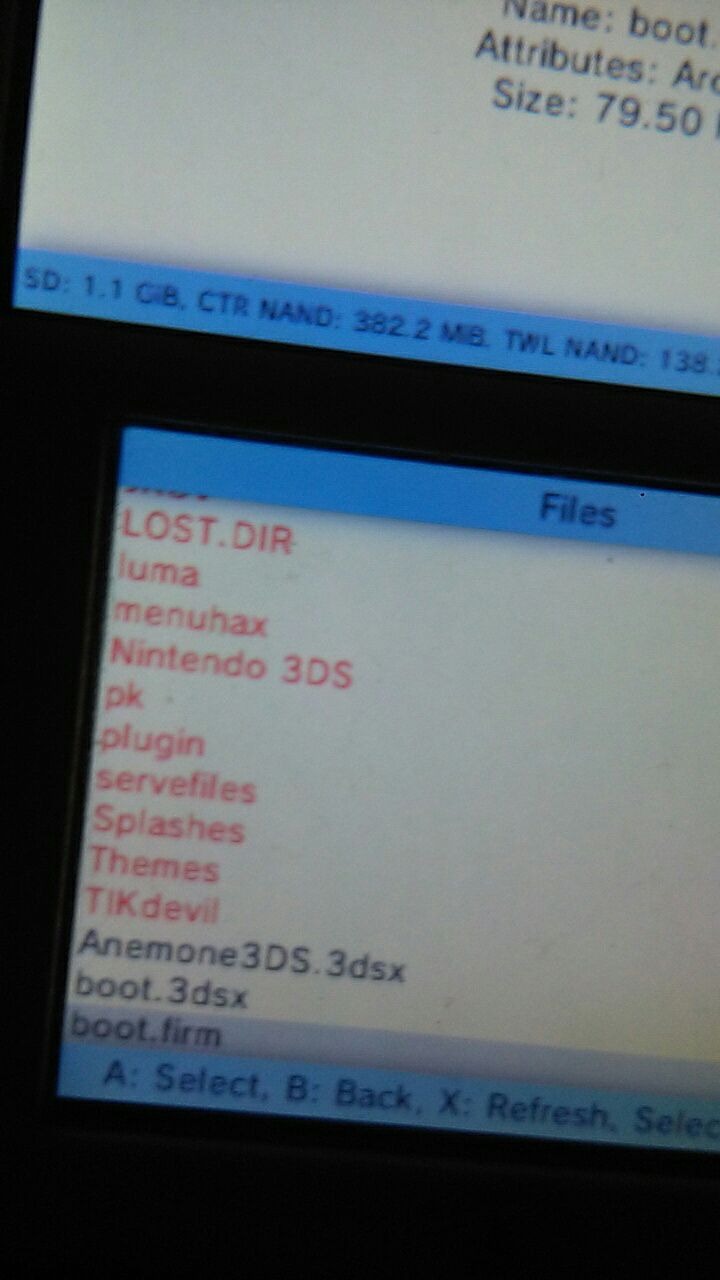 Name: boot.
Attributes: Arc
Size: 79.50
SD: 1.1 GiB, CTR NAND: 382.2 MiB, TWL NAND: 138.
Files
LOST.DIR
luma
menuhax
Nintendo 3DS
pk
plugin
servefiles
Splashes
Themes
TIKdevil
Anemone3DS.3dsx
boot.3dsx
boot.firm
A: Select, B: Back, X: Refresh, Selec